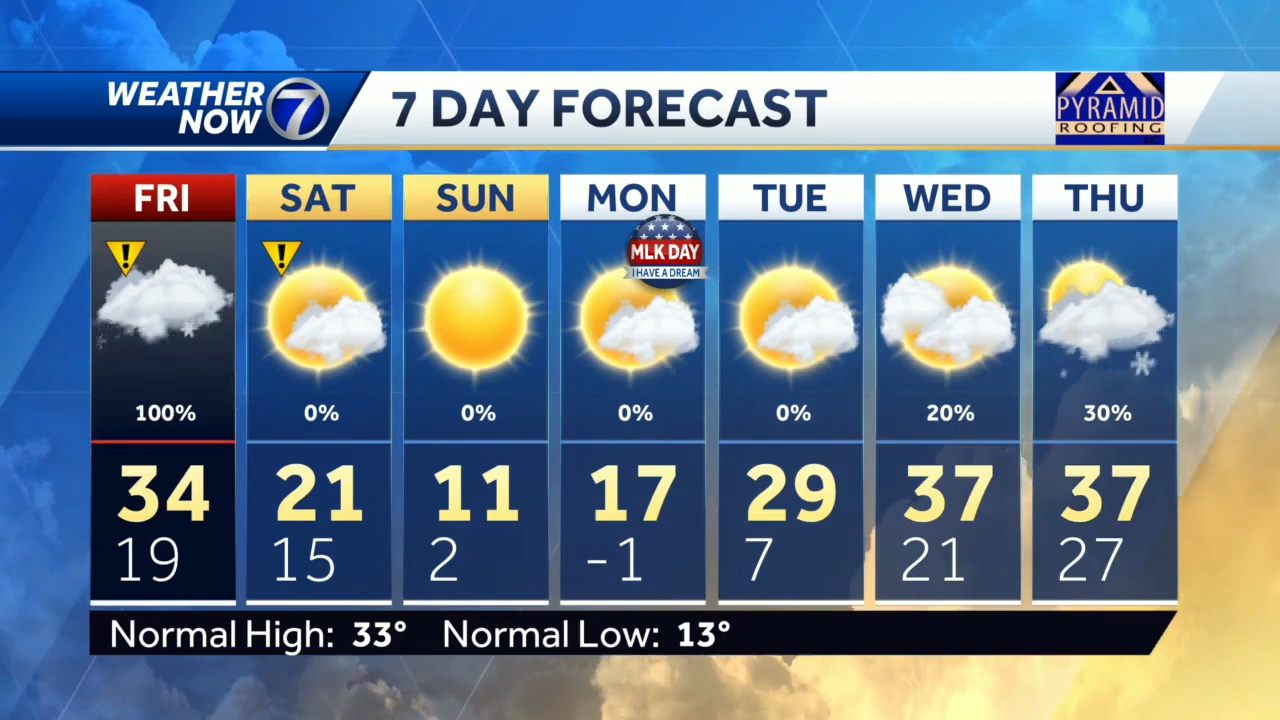 WEATHER
NOW
7
7 DAY FORECAST
PYRAMID
ROOFING
FRI SAT SUN MON TUE WED THU
! !
MLK DAY
I HAVE A DREAM
100% 0% 0% 0% 0% 20% 30%
34 21 11 17 29 37 37
19 15 2 -1 7 21 27
Normal High: 33° Normal Low: 13°